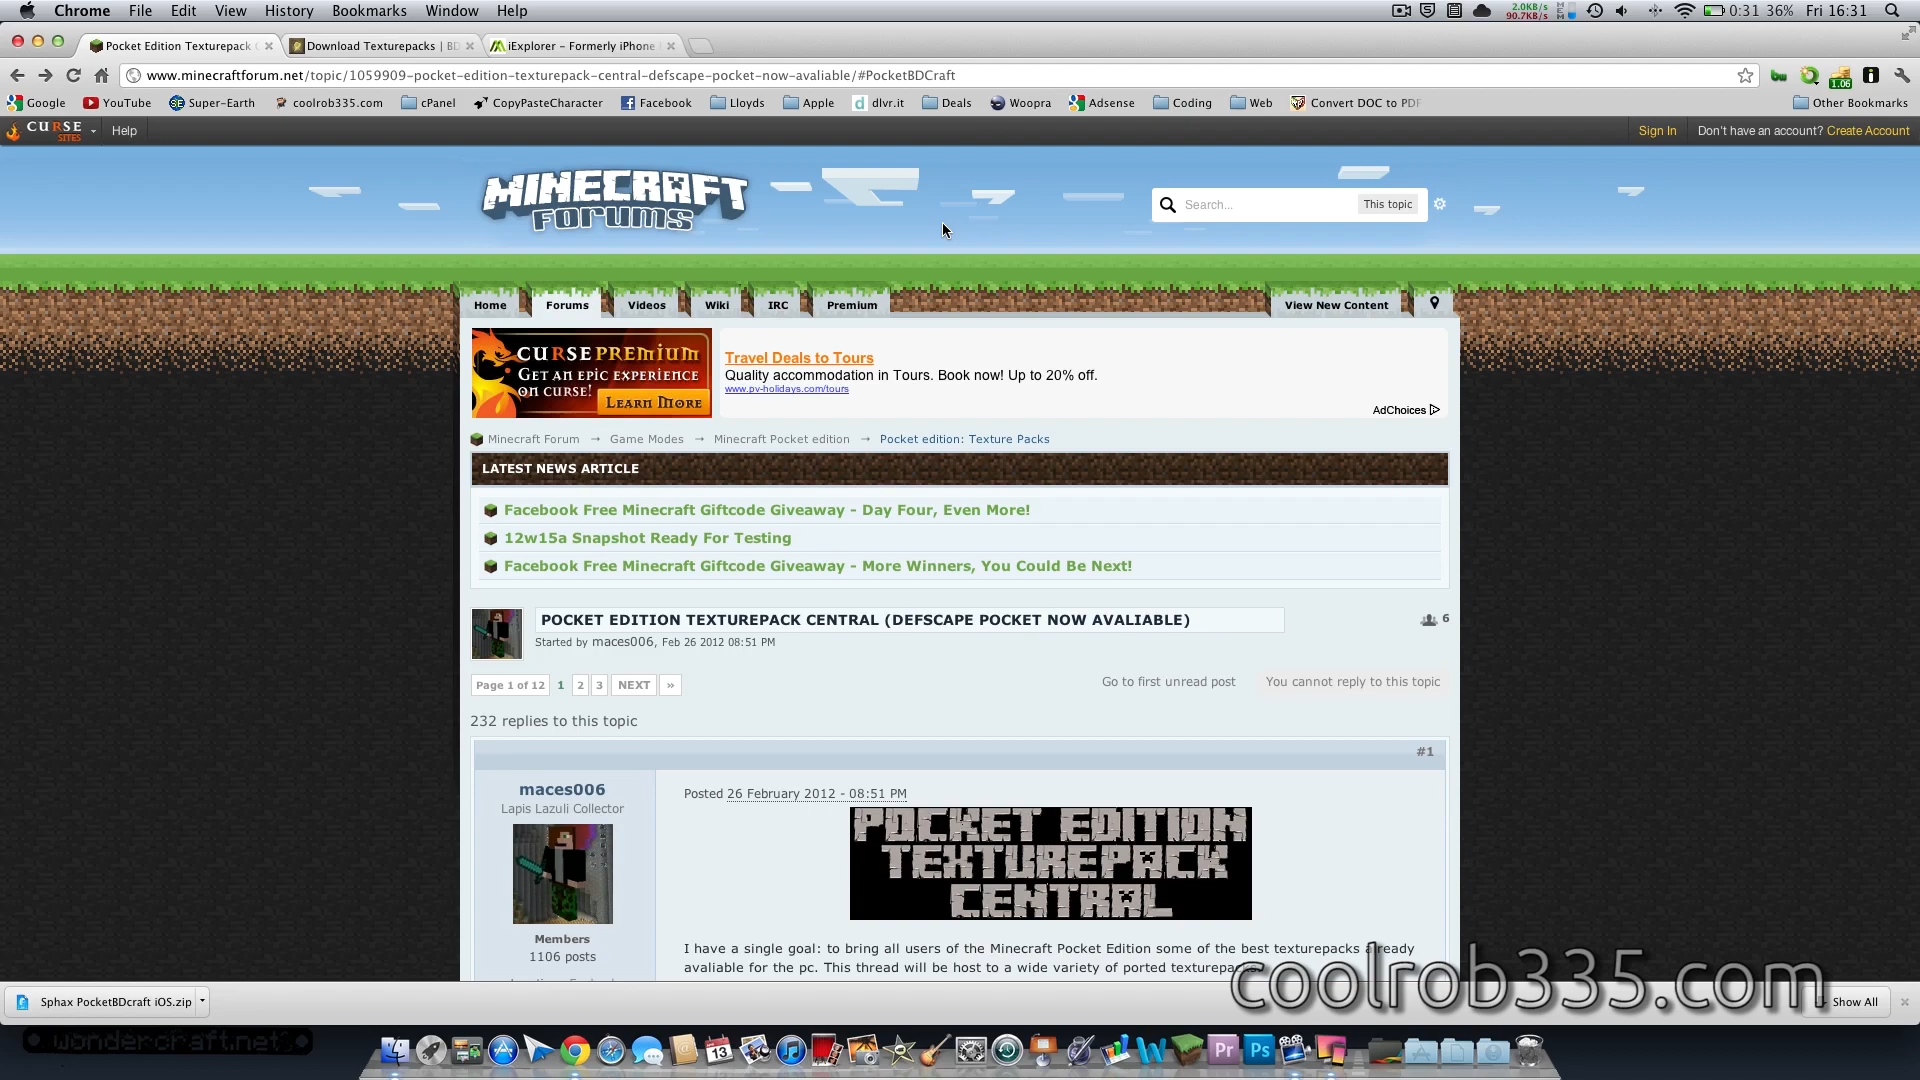 Chrome File Edit View History Bookmarks Window Help
2.0KB/s
90.7KB/s
0:31 36% Fri 16:31
Pocket Edition Texturepack
Download Texturepacks | BD
iExplorer – Formerly iPhone
www.minecraftforum.net/topic/1059909-pocket-edition-texturepack-central-defscape-pocket-now-avaliable/#PocketBDCraft
1.06
Google YouTube Super-Earth coolrob335.com cPanel CopyPasteCharacter Facebook Lloyds Apple dlvr.it Deals Woopra Adsense Coding Web Convert DOC to PDF Other Bookmarks
CURSE SITES Help Sign In Don't have an account? Create Account
MINECRAFT
FORUMS
Search... This topic
Home Forums Videos Wiki IRC Premium View New Content
CURSE PREMIUM
GET AN EPIC EXPERIENCE
ON CURSE! LEARN MORE
Travel Deals to Tours
Quality accommodation in Tours. Book now! Up to 20% off.
www.pv-holidays.com/tours
AdChoices
Minecraft Forum → Game Modes → Minecraft Pocket edition → Pocket edition: Texture Packs
LATEST NEWS ARTICLE
Facebook Free Minecraft Giftcode Giveaway - Day Four, Even More!
12w15a Snapshot Ready For Testing
Facebook Free Minecraft Giftcode Giveaway - More Winners, You Could Be Next!
POCKET EDITION TEXTUREPACK CENTRAL (DEFSCAPE POCKET NOW AVALIABLE)
6
Started by maces006, Feb 26 2012 08:51 PM
Page 1 of 12 1 2 3 NEXT »
Go to first unread post You cannot reply to this topic
232 replies to this topic
#1
maces006
Lapis Lazuli Collector
Members
1106 posts
Posted 26 February 2012 - 08:51 PM
POCKET EDITION
TEXTUREPACK
CENTRAL
I have a single goal: to bring all users of the Minecraft Pocket Edition some of the best texturepacks already
avaliable for the pc. This thread will be host to a wide variety of ported texturepacks.
coolrob335.com
Sphax PocketBDcraft iOS.zip
Show All
wondercraft.net
13
Pr
Ps